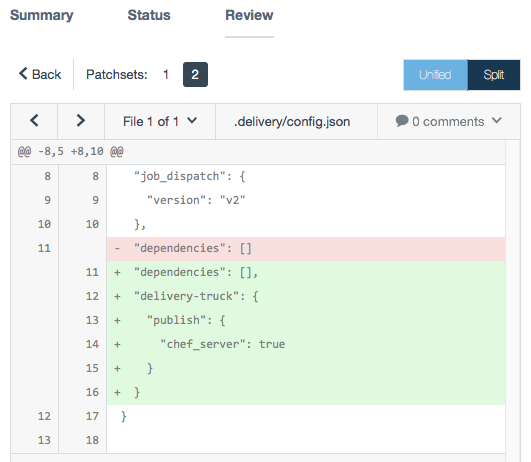 Summary Status Review
Back Patchsets: 1 2 Unified Split
File 1 of 1 .delivery/config.json 0 comments
@@ -8,5 +8,10 @@
8 8 "job_dispatch": {
9 9 "version": "v2"
10 10 },
11 - "dependencies": []
11 + "dependencies": [],
12 + "delivery-truck": {
13 + "publish": {
14 + "chef_server": true
15 + }
16 + }
12 17 }
13 18